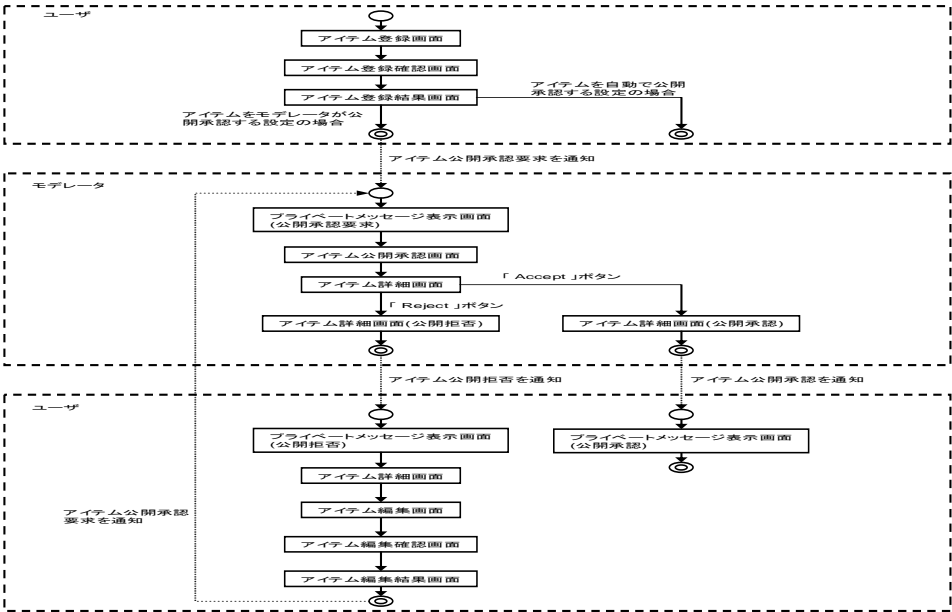 ユーザ
アイテム登録画面
アイテム登録確認画面
アイテム登録結果画面
アイテムを自動で公開
承認する設定の場合
アイテムをモデレータが公
開承認する設定の場合
アイテム公開承認要求を通知
モデレータ
プライベートメッセージ表示画面
(公開承認要求)
アイテム公開承認画面
アイテム詳細画面
「 Accept 」ボタン
「 Reject 」ボタン
アイテム詳細画面(公開拒否)
アイテム詳細画面(公開承認)
アイテム公開拒否を通知
アイテム公開承認を通知
ユーザ
プライベートメッセージ表示画面
(公開拒否)
プライベートメッセージ表示画面
(公開承認)
アイテム詳細画面
アイテム編集画面
アイテム公開承認
要求を通知
アイテム編集確認画面
アイテム編集結果画面